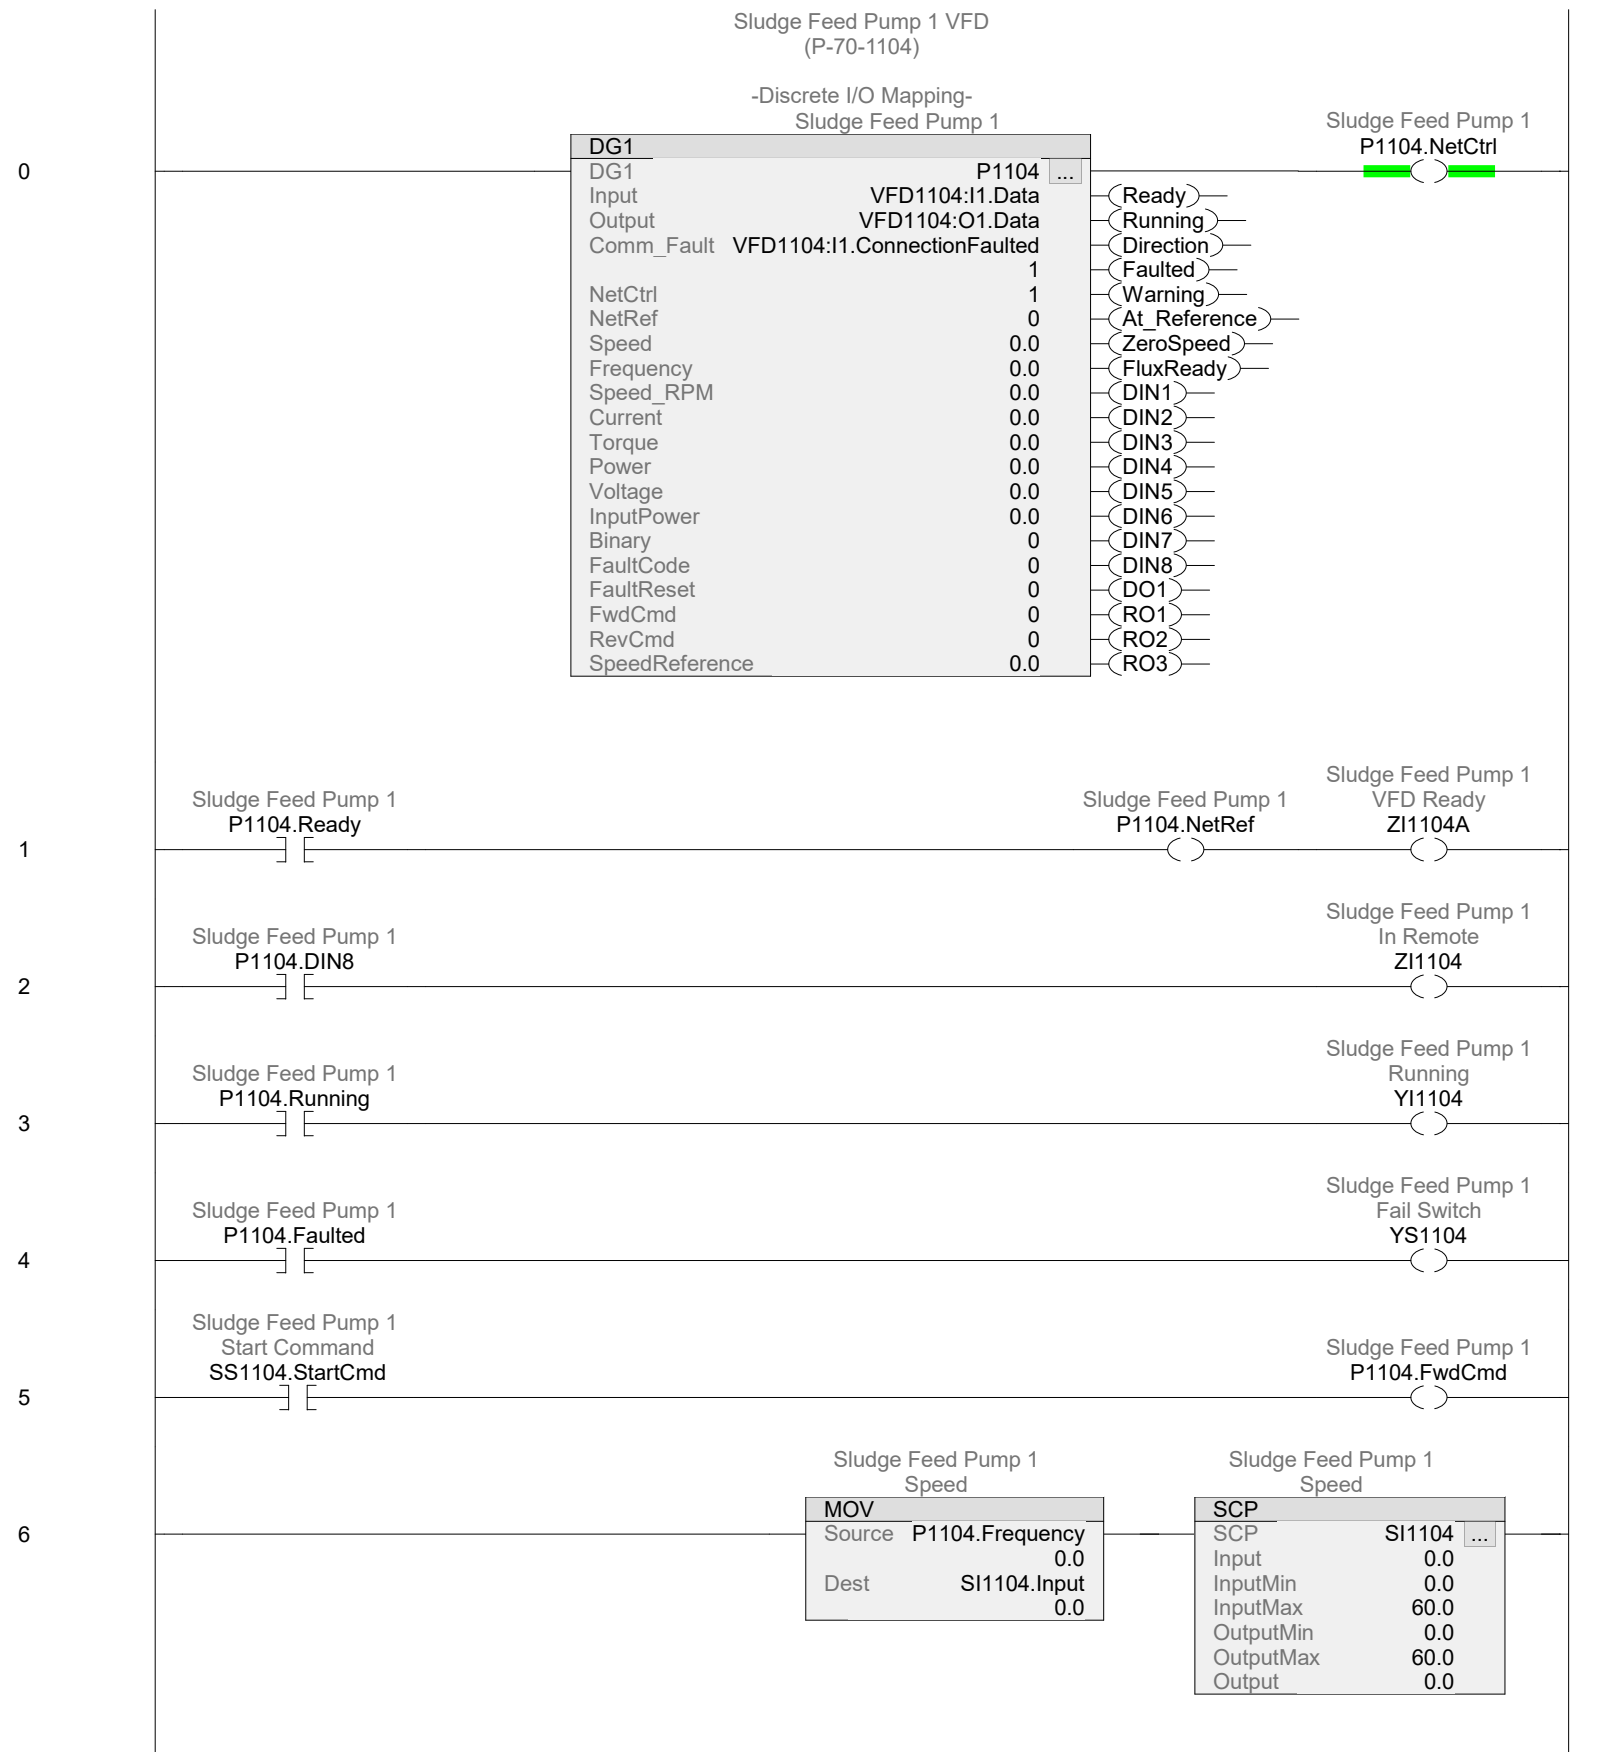 Sludge Feed Pump 1 VFD
(P-70-1104)
-Discrete I/O Mapping-
Sludge Feed Pump 1
Sludge Feed Pump 1
P1104.NetCtrl
0
DG1
DG1 P1104 ...
Input VFD1104:I1.Data (Ready)
Output VFD1104:O1.Data (Running)
Comm_Fault VFD1104:I1.ConnectionFaulted (Direction)
1 (Faulted)
NetCtrl 1 (Warning)
NetRef 0 (At_Reference)
Speed 0.0 (ZeroSpeed)
Frequency 0.0 (FluxReady)
Speed_RPM 0.0 (DIN1)
Current 0.0 (DIN2)
Torque 0.0 (DIN3)
Power 0.0 (DIN4)
Voltage 0.0 (DIN5)
InputPower 0.0 (DIN6)
Binary 0 (DIN7)
FaultCode 0 (DIN8)
FaultReset 0 (DO1)
FwdCmd 0 (RO1)
RevCmd 0 (RO2)
SpeedReference 0.0 (RO3)
1
Sludge Feed Pump 1
P1104.Ready
Sludge Feed Pump 1
P1104.NetRef
Sludge Feed Pump 1
VFD Ready
ZI1104A
2
Sludge Feed Pump 1
P1104.DIN8
Sludge Feed Pump 1
In Remote
ZI1104
3
Sludge Feed Pump 1
P1104.Running
Sludge Feed Pump 1
Running
YI1104
4
Sludge Feed Pump 1
P1104.Faulted
Sludge Feed Pump 1
Fail Switch
YS1104
5
Sludge Feed Pump 1
Start Command
SS1104.StartCmd
Sludge Feed Pump 1
P1104.FwdCmd
6
Sludge Feed Pump 1
Speed
MOV
Source P1104.Frequency
0.0
Dest SI1104.Input
0.0
Sludge Feed Pump 1
Speed
SCP
SCP SI1104 ...
Input 0.0
InputMin 0.0
InputMax 60.0
OutputMin 0.0
OutputMax 60.0
Output 0.0